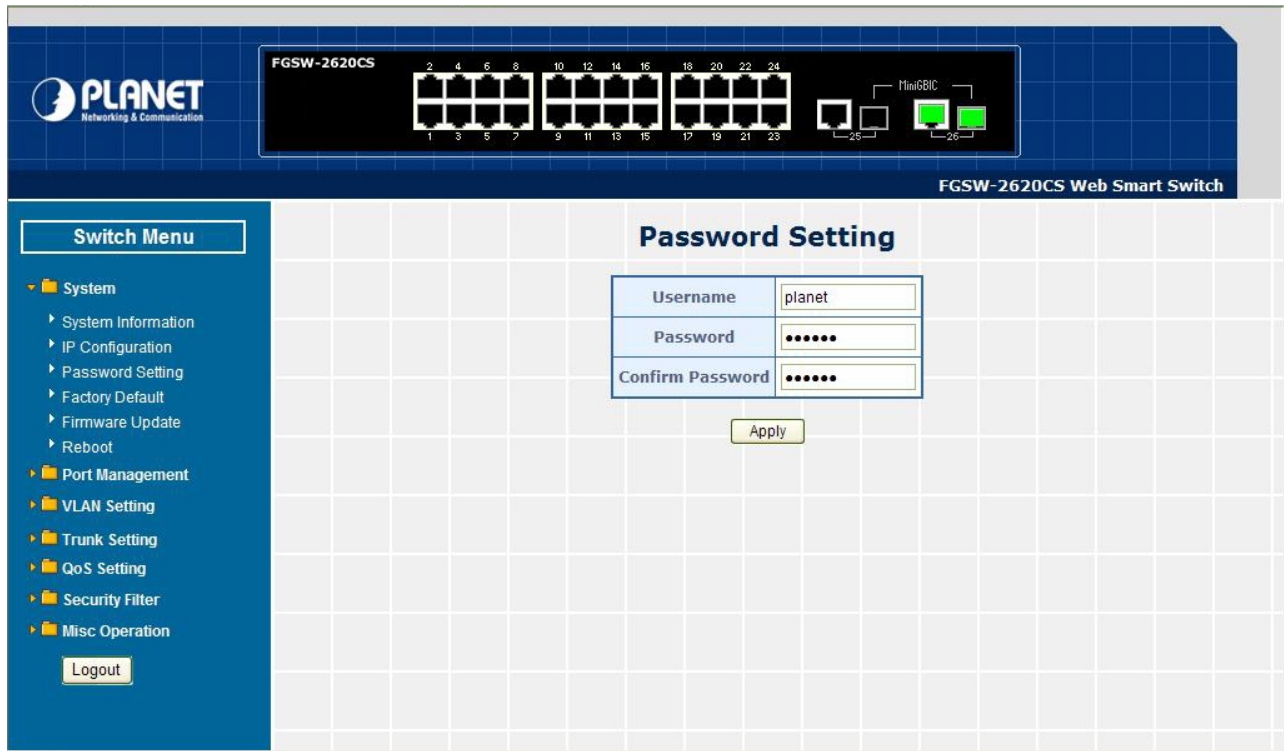 PLANET
Networking & Communication
FGSW-2620CS
2 4 6 8 10 12 14 16 18 20 22 24
MiniGBIC
1 3 5 7 9 11 13 15 17 19 21 23
25 26
FGSW-2620CS Web Smart Switch
Switch Menu
System
System Information
IP Configuration
Password Setting
Factory Default
Firmware Update
Reboot
Port Management
VLAN Setting
Trunk Setting
QoS Setting
Security Filter
Misc Operation
Logout
Password Setting
Username planet
Password ••••••
Confirm Password ••••••
Apply